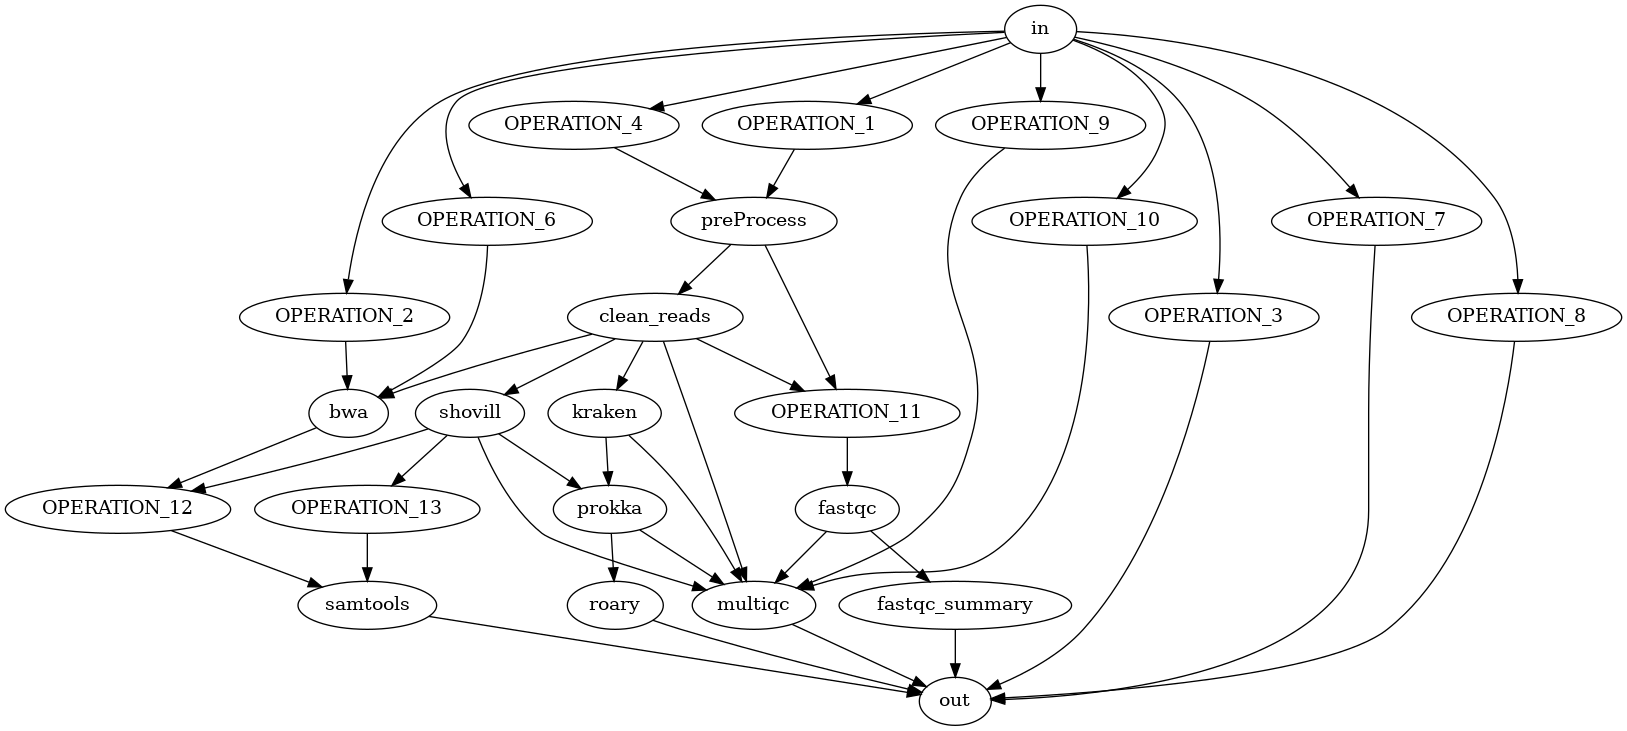 in
OPERATION_4
OPERATION_1
OPERATION_9
OPERATION_6
preProcess
OPERATION_10
OPERATION_7
OPERATION_2
clean_reads
OPERATION_3
OPERATION_8
bwa
shovill
kraken
OPERATION_11
OPERATION_12
OPERATION_13
prokka
fastqc
samtools
roary
multiqc
fastqc_summary
out